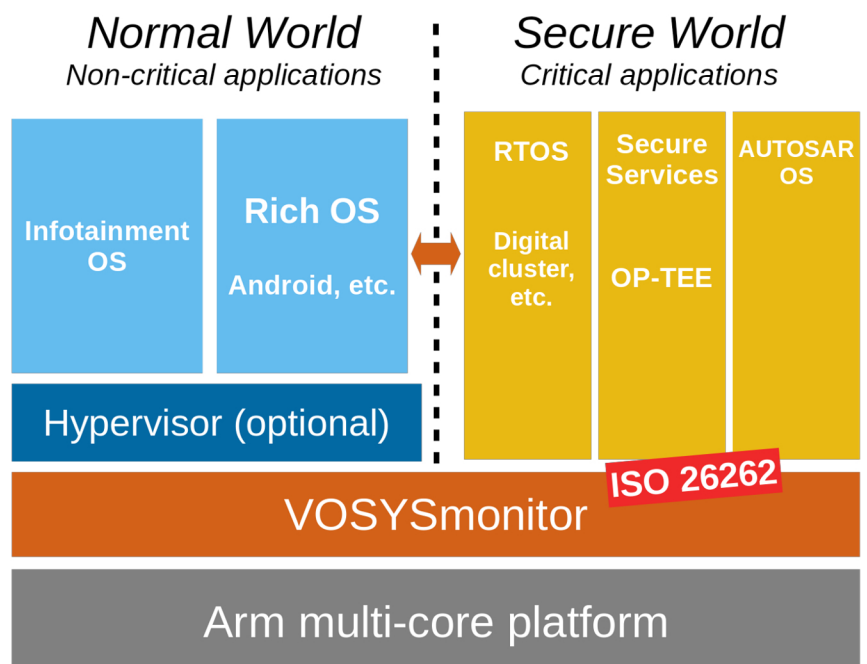 Normal World
Non-critical applications
Secure World
Critical applications
Infotainment
OS
Rich OS
Android, etc.
RTOS
Digital
cluster,
etc.
Secure
Services
OP-TEE
AUTOSAR
OS
Hypervisor (optional)
ISO 26262
VOSYSmonitor
Arm multi-core platform